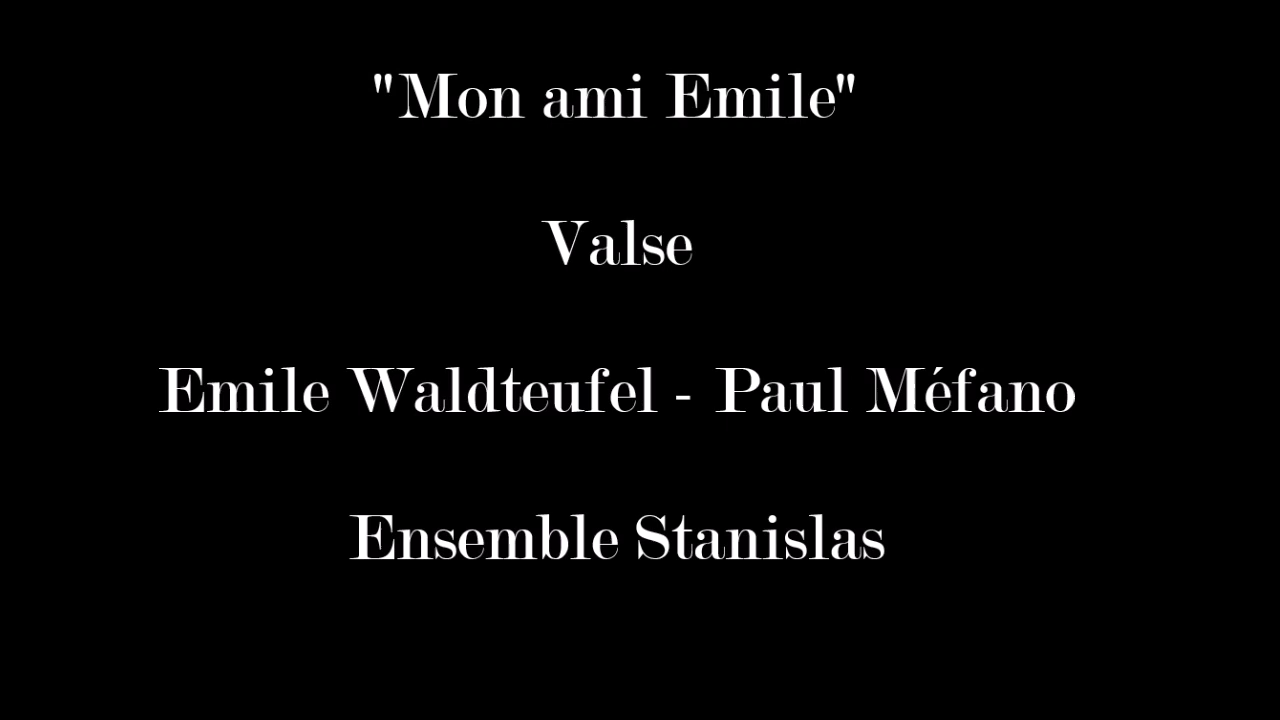 "Mon ami Emile"
Valse
Emile Waldteufel - Paul Méfano
Ensemble Stanislas